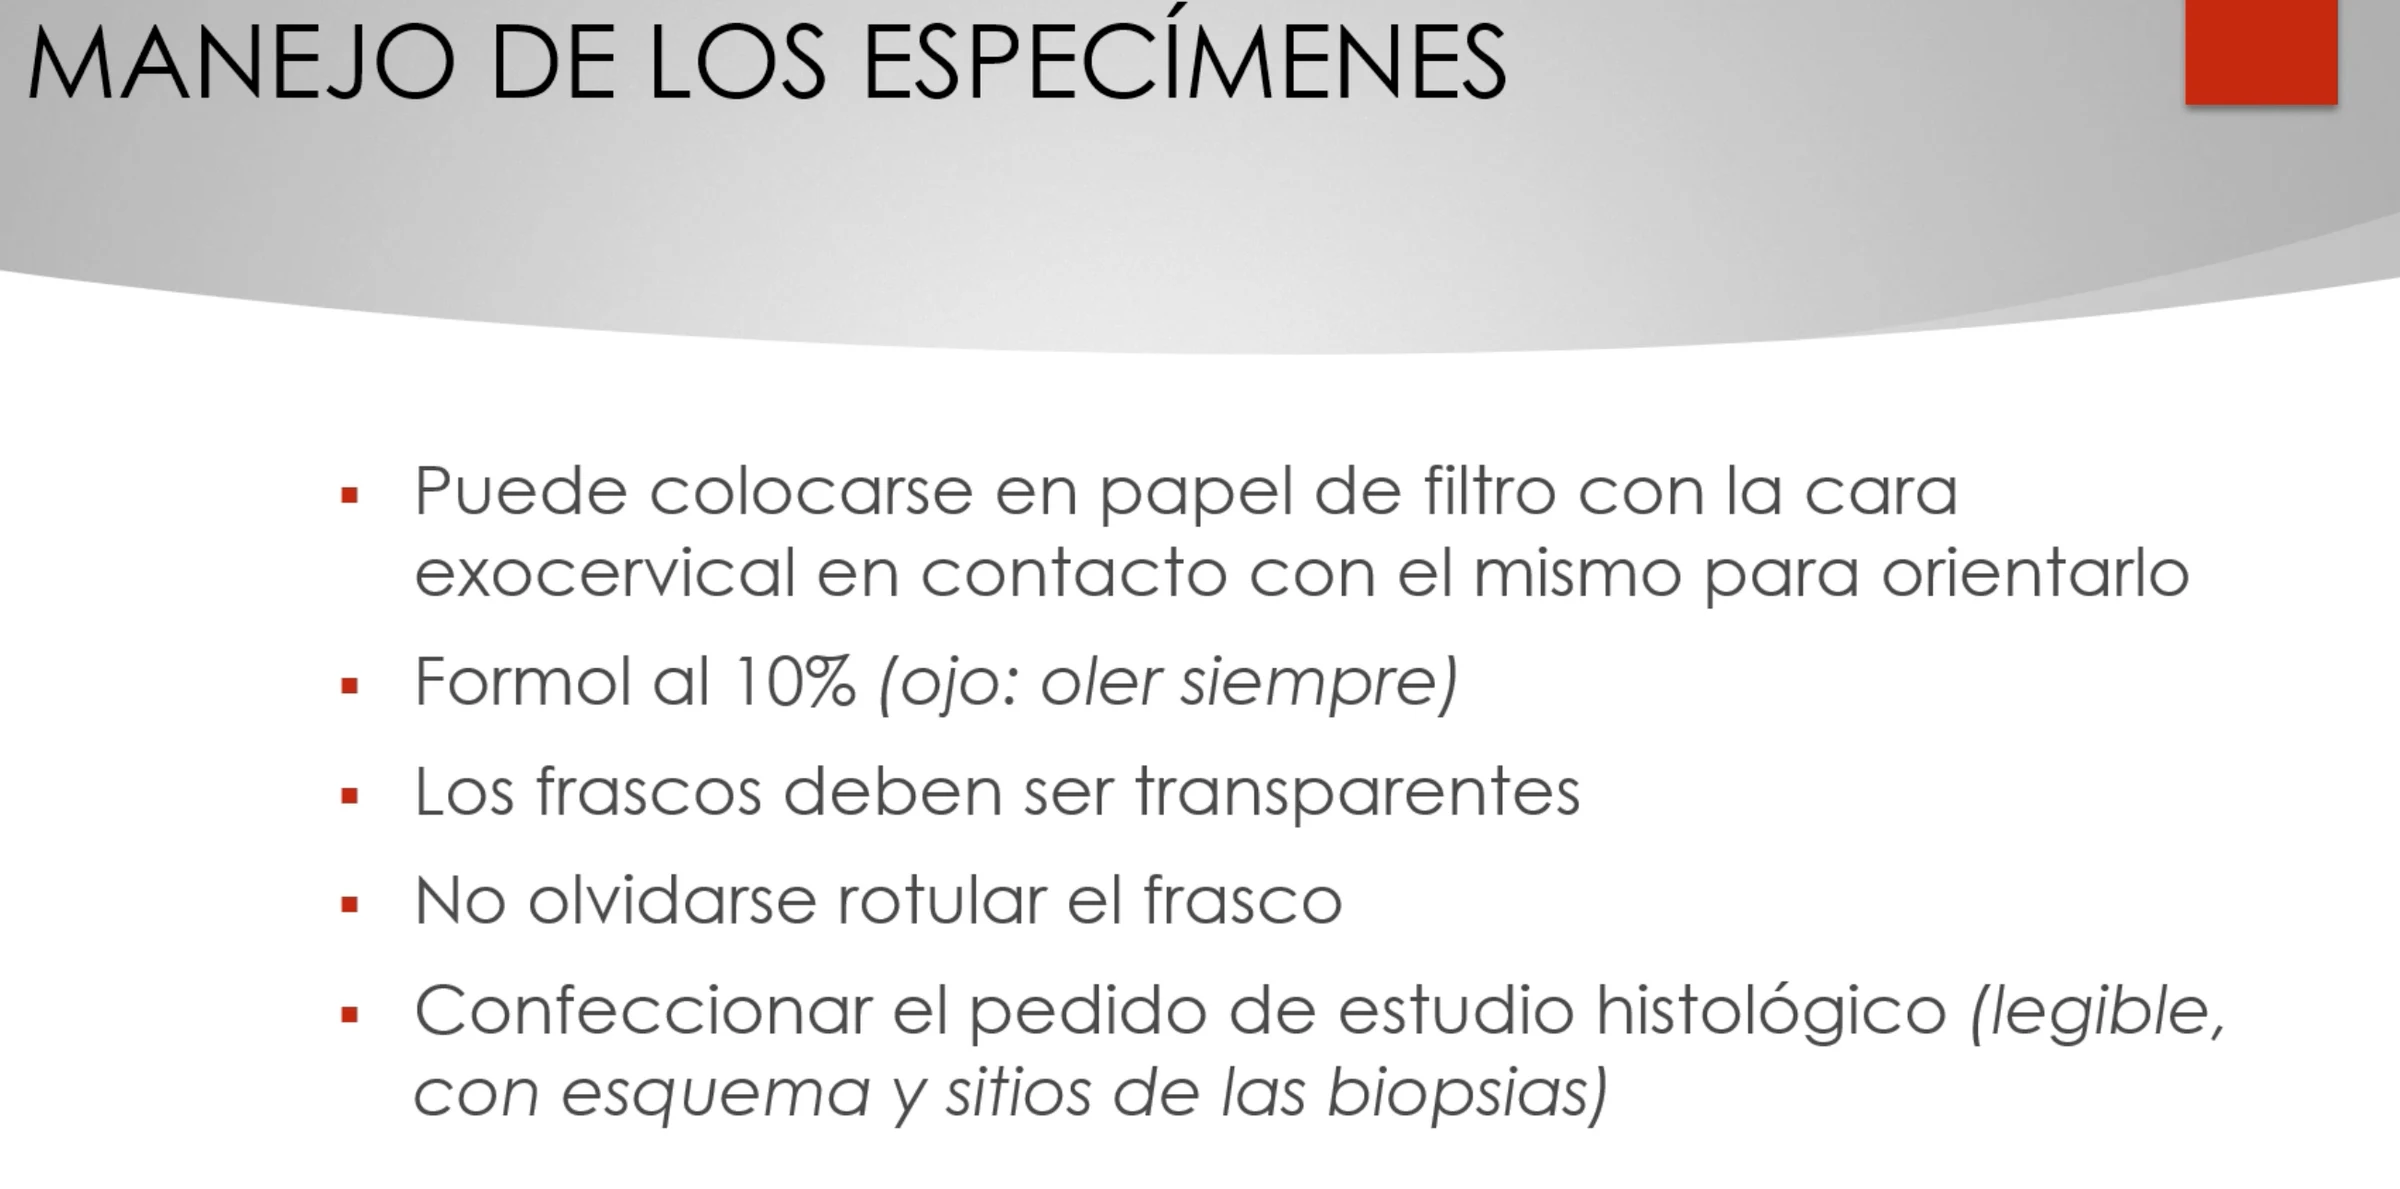 MANEJO DE LOS ESPECÍMENES
Puede colocarse en papel de filtro con la cara
exocervical en contacto con el mismo para orientarlo
Formol al 10% (ojo: oler siempre)
Los frascos deben ser transparentes
No olvidarse rotular el frasco
Confeccionar el pedido de estudio histológico (legible,
con esquema y sitios de las biopsias)